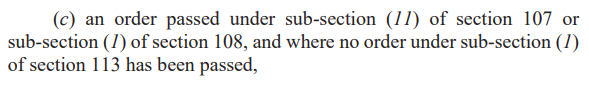 (c) an order passed under sub-section (11) of section 107 or
sub-section (1) of section 108, and where no order under sub-section (1)
of section 113 has been passed,